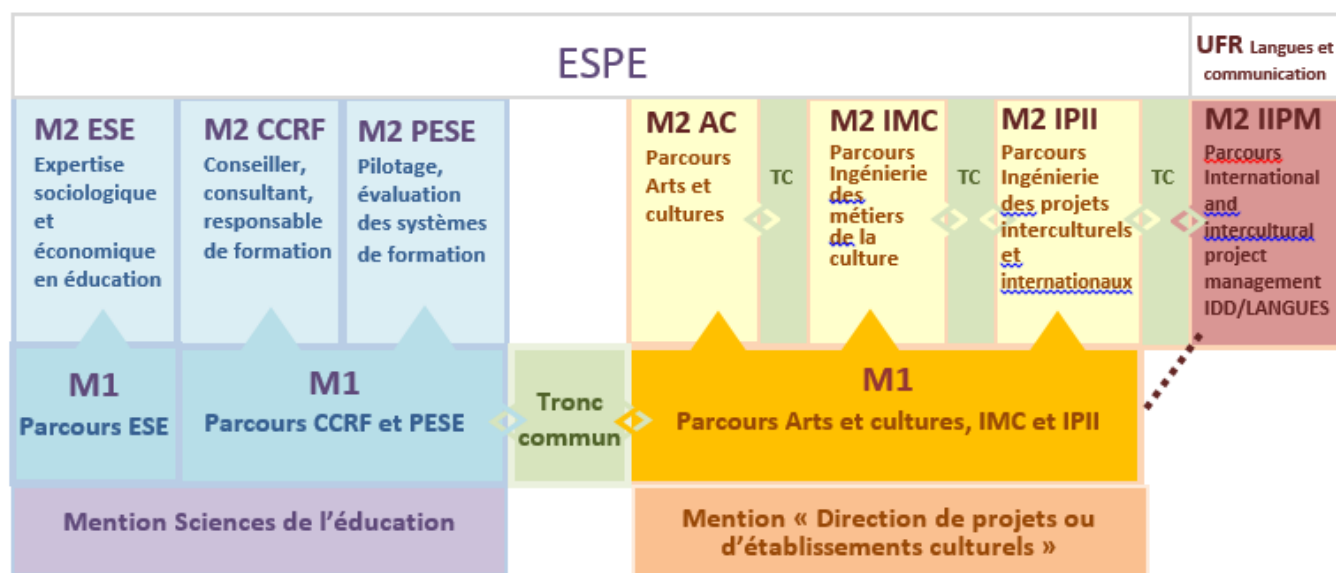 ESPE
UFR Langues et
communication
M2 ESE
Expertise
sociologique
et
économique
en éducation
M2 CCRF
Conseiller,
consultant,
responsable
de formation
M2 PESE
Pilotage,
évaluation
des systèmes
de formation
M2 AC
Parcours
Arts et
cultures
TC
M2 IMC
Parcours
Ingénierie
des
métiers
de la
culture
TC
M2 IPII
Parcours
Ingénierie
des projets
interculturels
et
internationaux
TC
M2 IIPM
Parcours
International
and
intercultural
project
management
IDD/LANGUES
M1
Parcours ESE
M1
Parcours CCRF et PESE
Tronc
commun
M1
Parcours Arts et cultures, IMC et IPII
Mention Sciences de l'éducation
Mention « Direction de projets ou
d'établissements culturels »